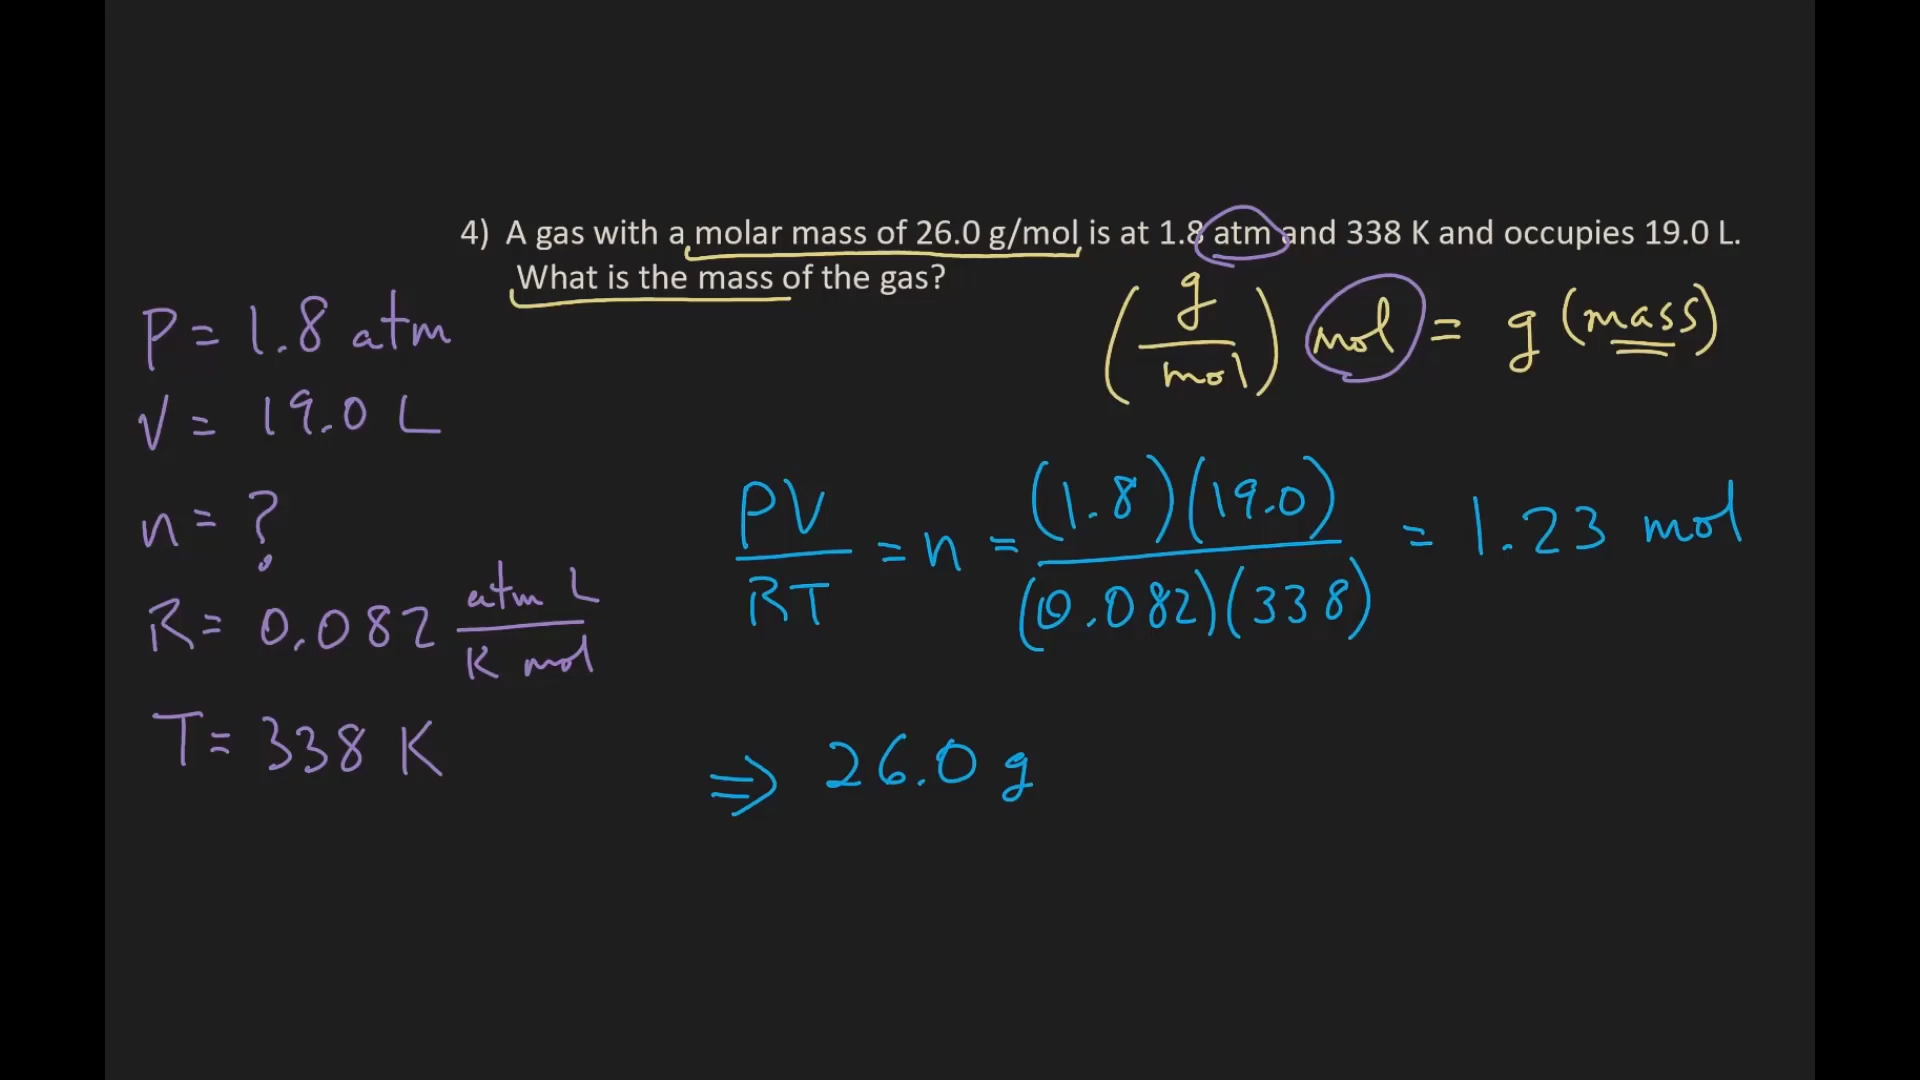 4) A gas with a molar mass of 26.0 g/mol is at 1.8 atm and 338 K and occupies 19.0 L.
What is the mass of the gas?
P = 1.8 atm
V = 19.0 L
n = ?
R = 0.082 atm L / K mol
T = 338 K
(g/mol) mol = g (mass)
PV/RT = n = (1.8)(19.0)/(0.082)(338) = 1.23 mol
⇒ 26.0 g